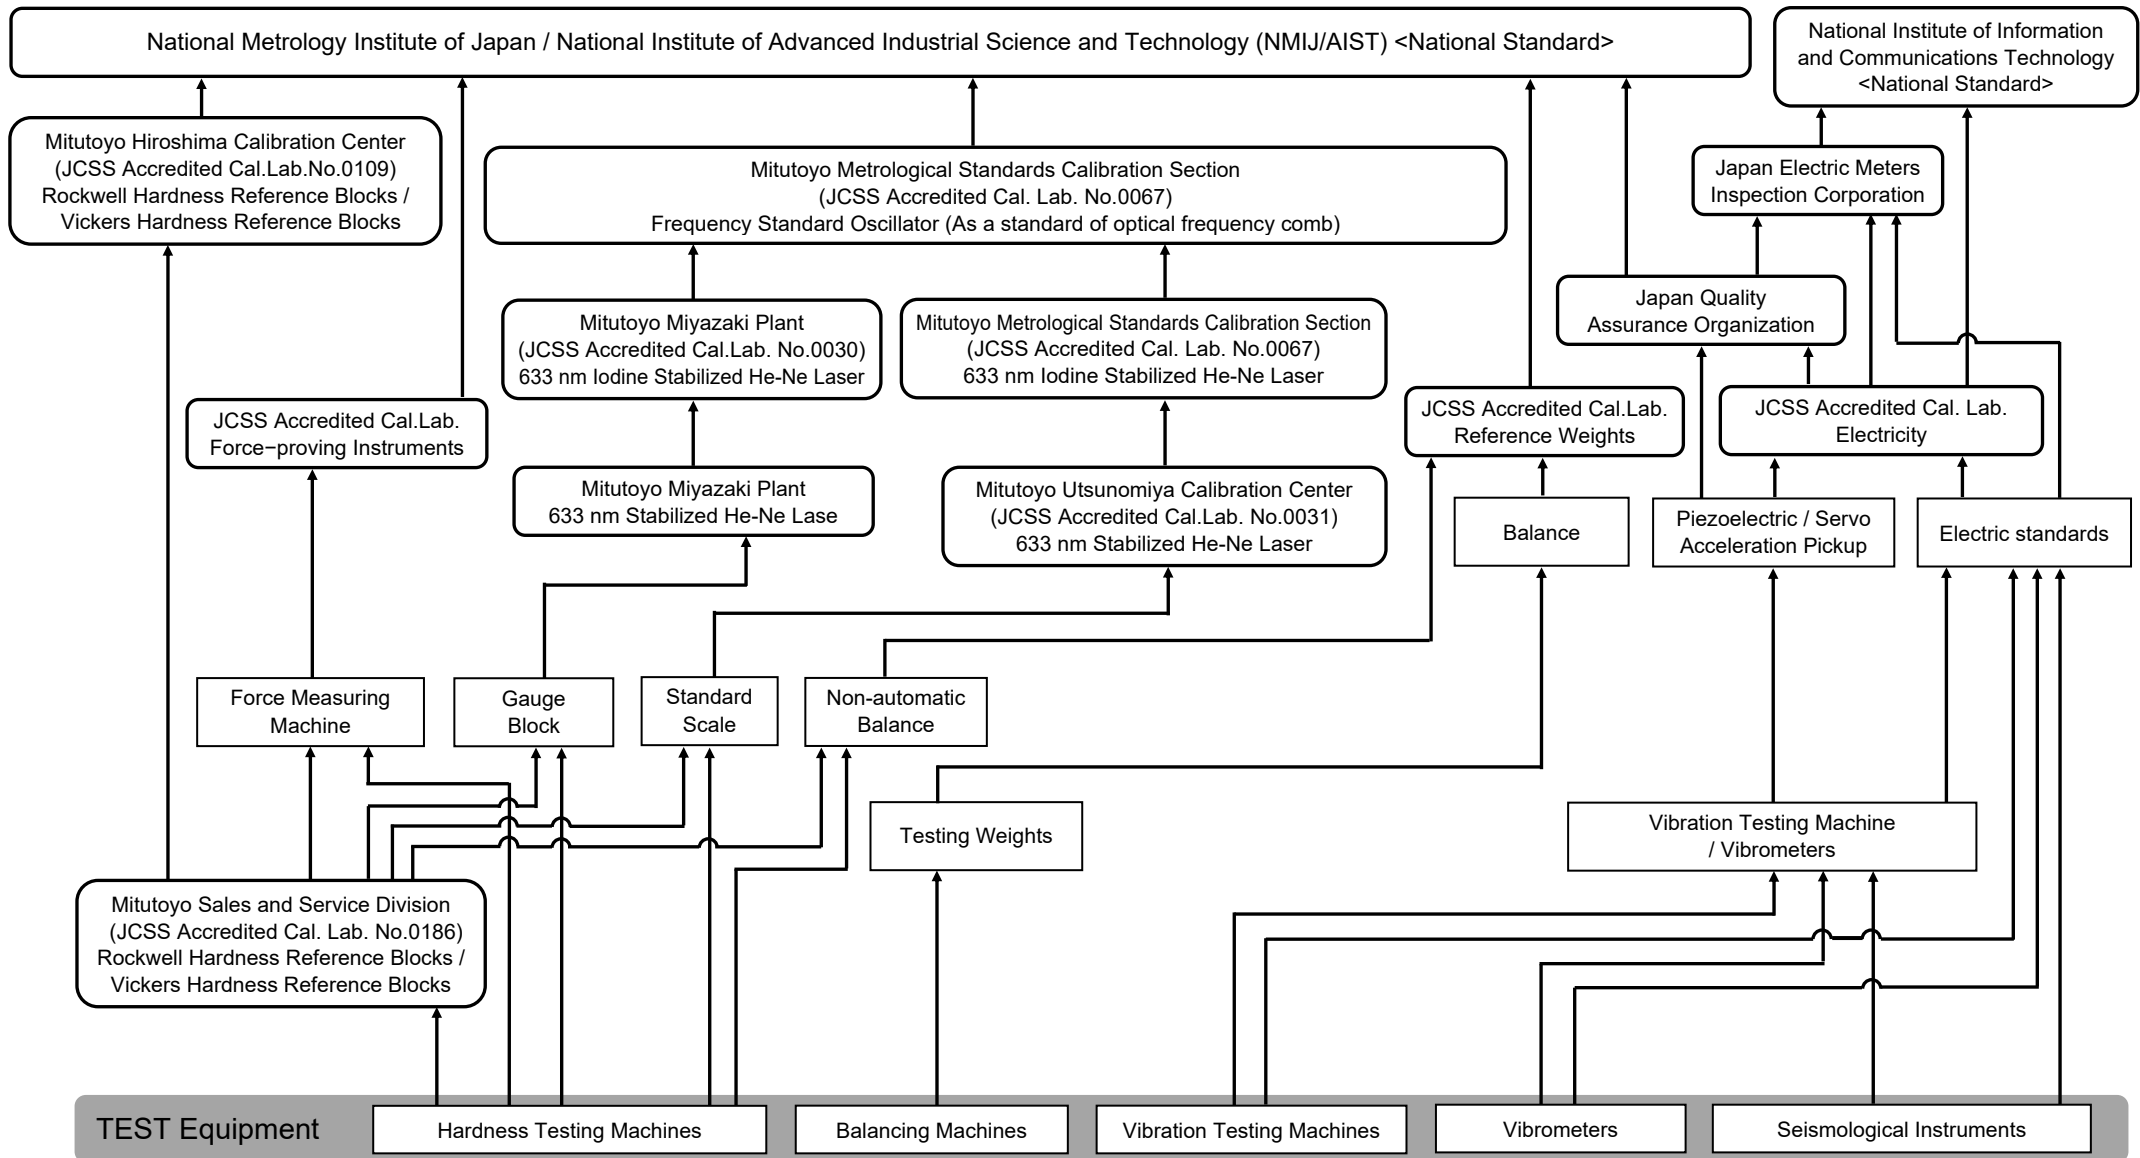 National Metrology Institute of Japan / National Institute of Advanced Industrial Science and Technology (NMIJ/AIST) <National Standard>
National Institute of Information
and Communications Technology
<National Standard>
Mitutoyo Hiroshima Calibration Center
(JCSS Accredited Cal.Lab.No.0109)
Rockwell Hardness Reference Blocks /
Vickers Hardness Reference Blocks
Mitutoyo Metrological Standards Calibration Section
(JCSS Accredited Cal. Lab. No.0067)
Frequency Standard Oscillator (As a standard of optical frequency comb)
Japan Electric Meters
Inspection Corporation
Japan Quality
Assurance Organization
Mitutoyo Miyazaki Plant
(JCSS Accredited Cal.Lab. No.0030)
633 nm Iodine Stabilized He-Ne Laser
Mitutoyo Metrological Standards Calibration Section
(JCSS Accredited Cal. Lab. No.0067)
633 nm Iodine Stabilized He-Ne Laser
JCSS Accredited Cal.Lab.
Force−proving Instruments
JCSS Accredited Cal.Lab.
Reference Weights
JCSS Accredited Cal. Lab.
Electricity
Mitutoyo Miyazaki Plant
633 nm Stabilized He-Ne Lase
Mitutoyo Utsunomiya Calibration Center
(JCSS Accredited Cal.Lab. No.0031)
633 nm Stabilized He-Ne Laser
Balance
Piezoelectric / Servo
Acceleration Pickup
Electric standards
Force Measuring
Machine
Gauge
Block
Standard
Scale
Non-automatic
Balance
Testing Weights
Vibration Testing Machine
/ Vibrometers
Mitutoyo Sales and Service Division
(JCSS Accredited Cal. Lab. No.0186)
Rockwell Hardness Reference Blocks /
Vickers Hardness Reference Blocks
TEST Equipment
Hardness Testing Machines
Balancing Machines
Vibration Testing Machines
Vibrometers
Seismological Instruments